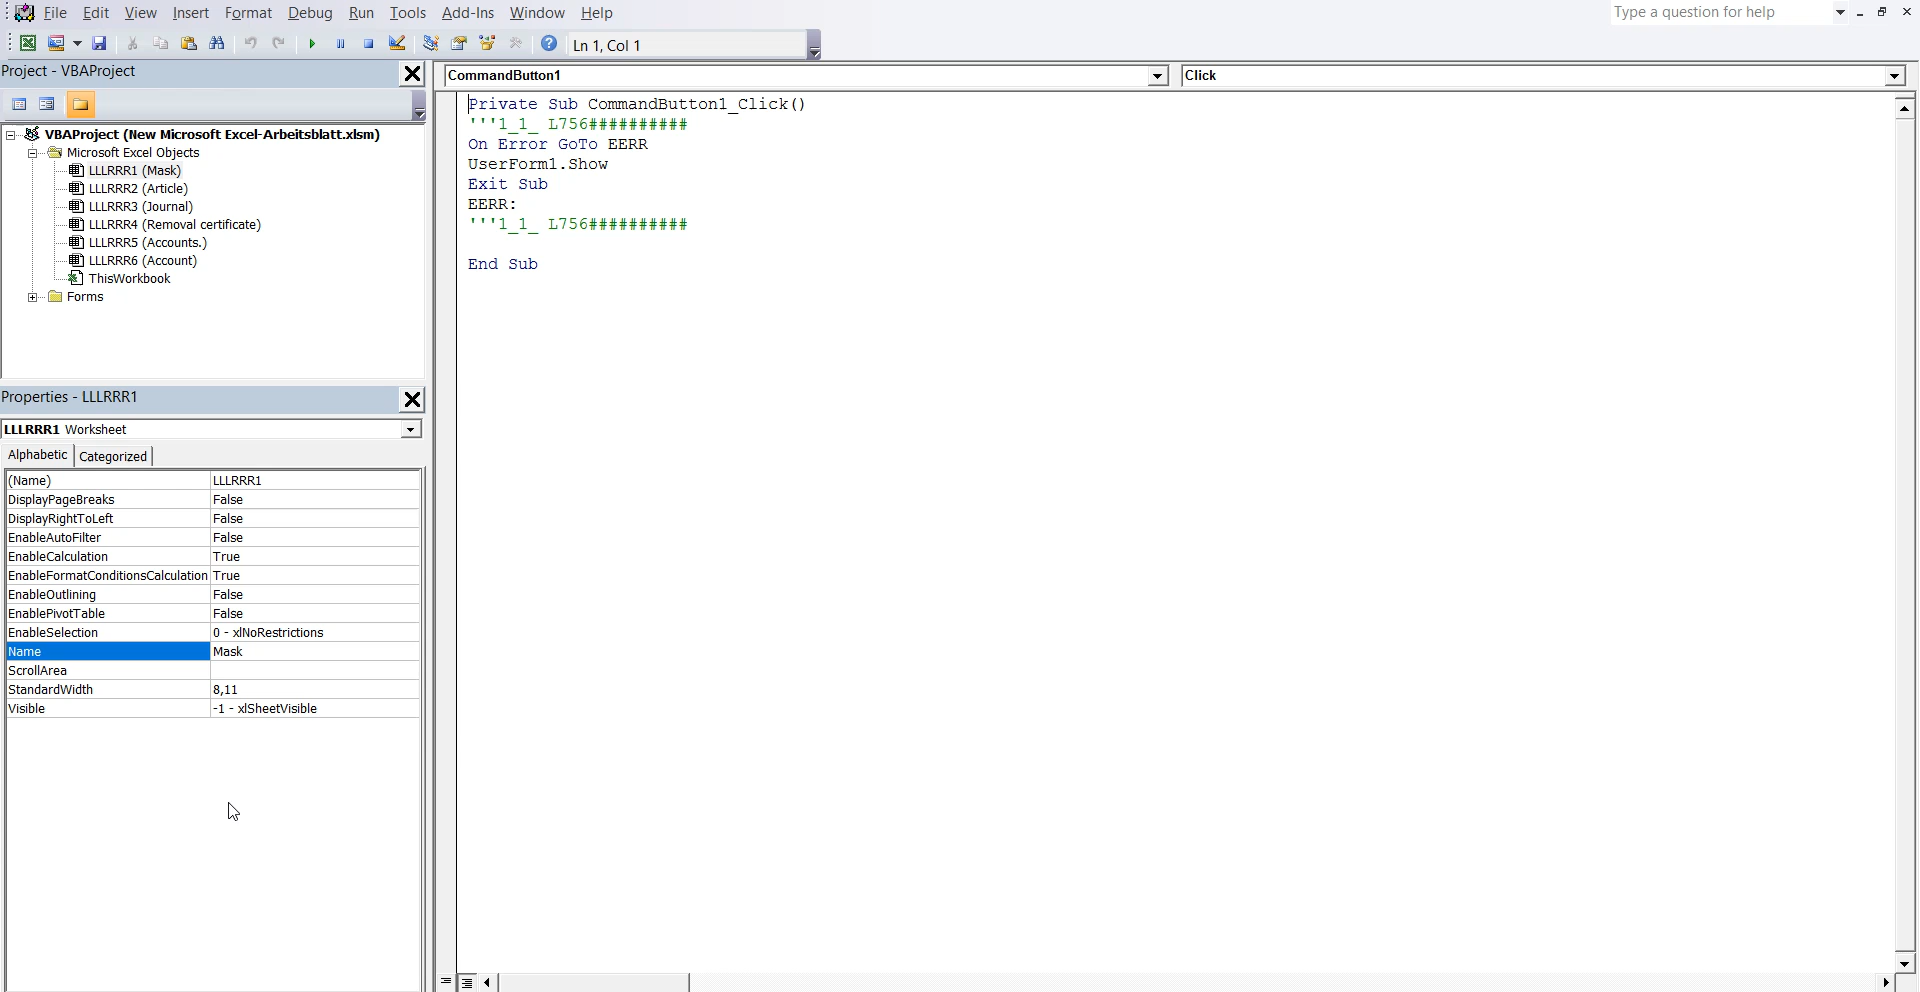 File Edit View Insert Format Debug Run Tools Add-Ins Window Help Type a question for help
Ln 1, Col 1
Project - VBAProject
CommandButton1 Click
VBAProject (New Microsoft Excel-Arbeitsblatt.xlsm)
Microsoft Excel Objects
LLLRRR1 (Mask)
LLLRRR2 (Article)
LLLRRR3 (Journal)
LLLRRR4 (Removal certificate)
LLLRRR5 (Accounts.)
LLLRRR6 (Account)
ThisWorkbook
Forms
Properties - LLLRRR1
LLLRRR1 Worksheet
Alphabetic Categorized
(Name) LLLRRR1
DisplayPageBreaks False
DisplayRightToLeft False
EnableAutoFilter False
EnableCalculation True
EnableFormatConditionsCalculation True
EnableOutlining False
EnablePivotTable False
EnableSelection 0 - xlNoRestrictions
Name Mask
ScrollArea
StandardWidth 8,11
Visible -1 - xlSheetVisible
Private Sub CommandButton1_Click()
'''1_1_ L756##########
On Error GoTo EERR
UserForm1.Show
Exit Sub
EERR:
'''1_1_ L756##########
End Sub